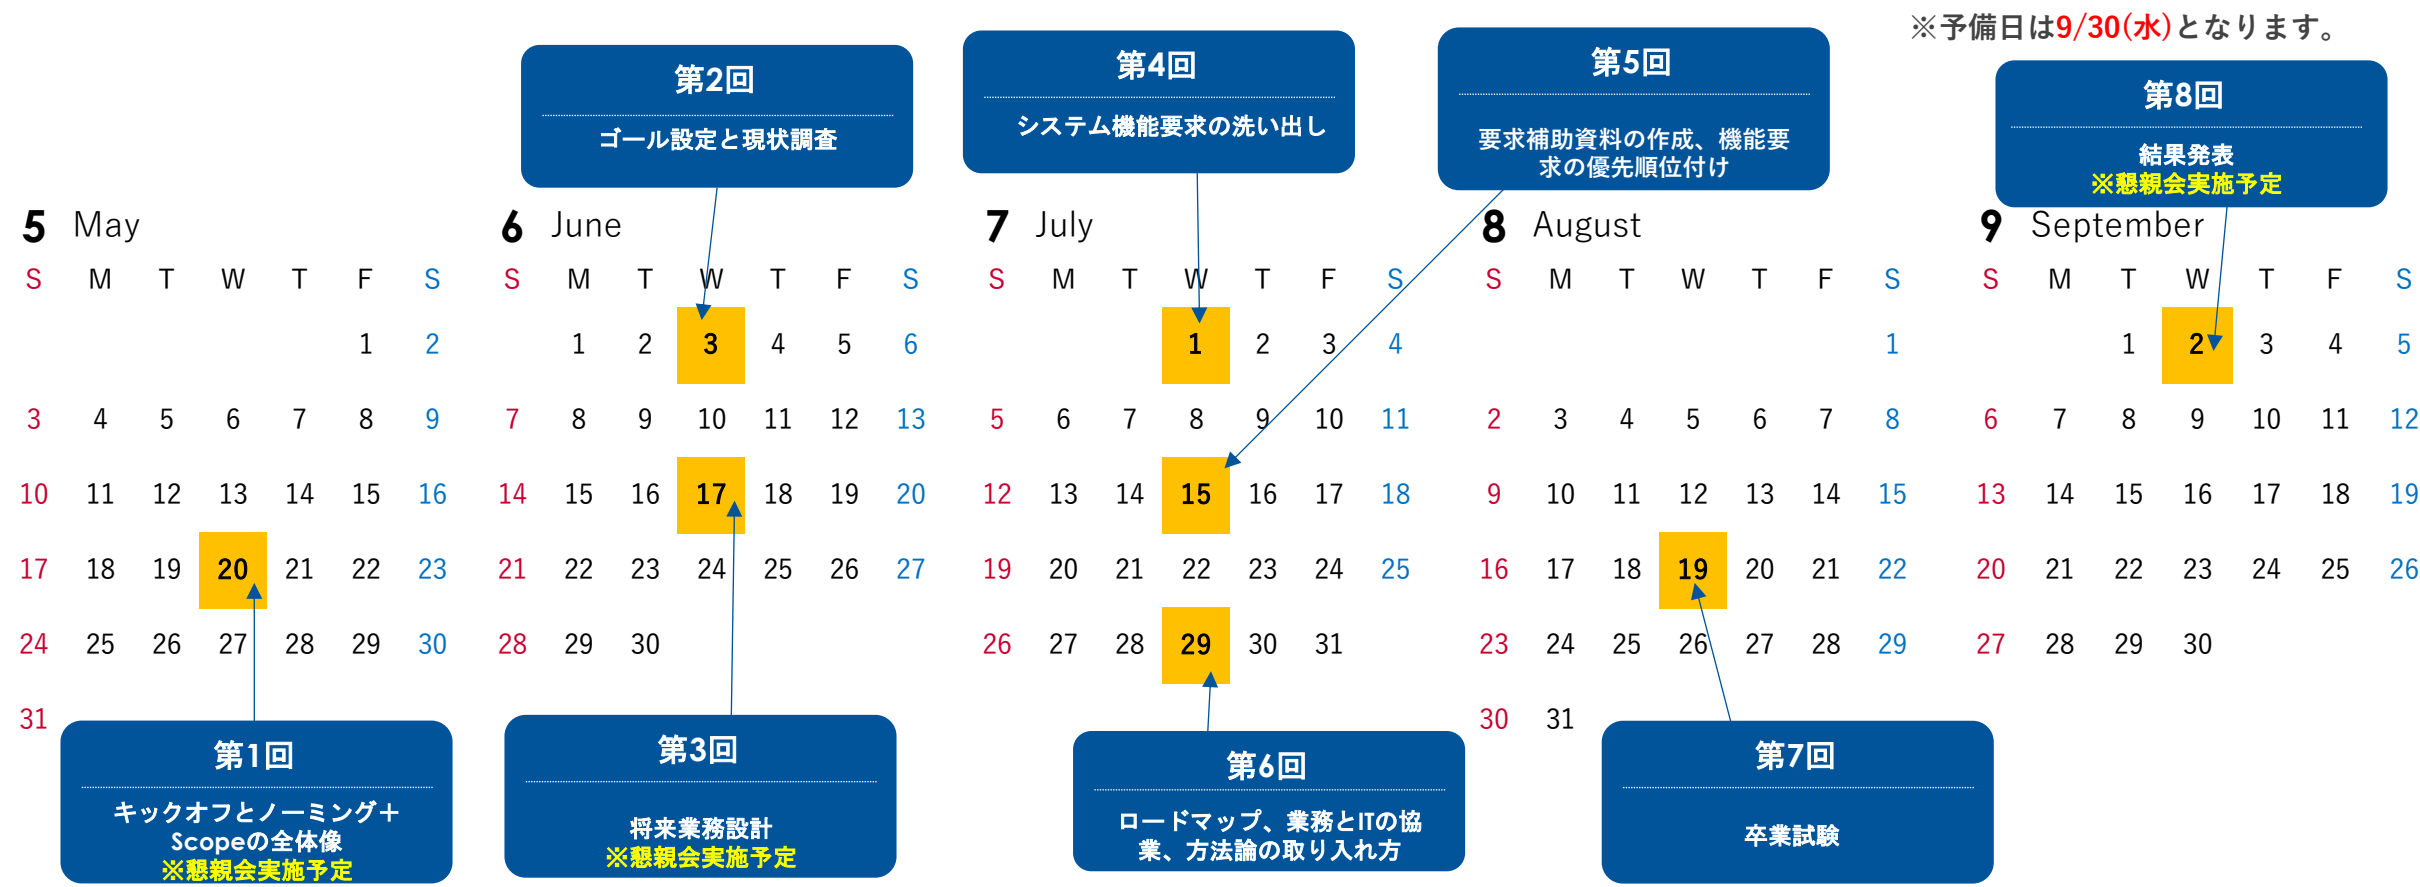 ※予備日は9/30(水)となります。
第2回
ゴール設定と現状調査
第4回
システム機能要求の洗い出し
第5回
要求補助資料の作成、機能要
求の優先順位付け
第8回
結果発表
※懇親会実施予定
5 May
S M T W T F S
1 2
3 4 5 6 7 8 9
10 11 12 13 14 15 16
17 18 19 20 21 22 23
24 25 26 27 28 29 30
31
6 June
S M T W T F S
1 2 3 4 5 6
7 8 9 10 11 12 13
14 15 16 17 18 19 20
21 22 23 24 25 26 27
28 29 30
7 July
S M T W T F S
1 2 3 4
5 6 7 8 9 10 11
12 13 14 15 16 17 18
19 20 21 22 23 24 25
26 27 28 29 30 31
8 August
S M T W T F S
1
2 3 4 5 6 7 8
9 10 11 12 13 14 15
16 17 18 19 20 21 22
23 24 25 26 27 28 29
30 31
9 September
S M T W T F S
1 2 3 4 5
6 7 8 9 10 11 12
13 14 15 16 17 18 19
20 21 22 23 24 25 26
27 28 29 30
第1回
キックオフとノーミング＋
Scopeの全体像
※懇親会実施予定
第3回
将来業務設計
※懇親会実施予定
第6回
ロードマップ、業務とITの協
業、方法論の取り入れ方
第7回
卒業試験